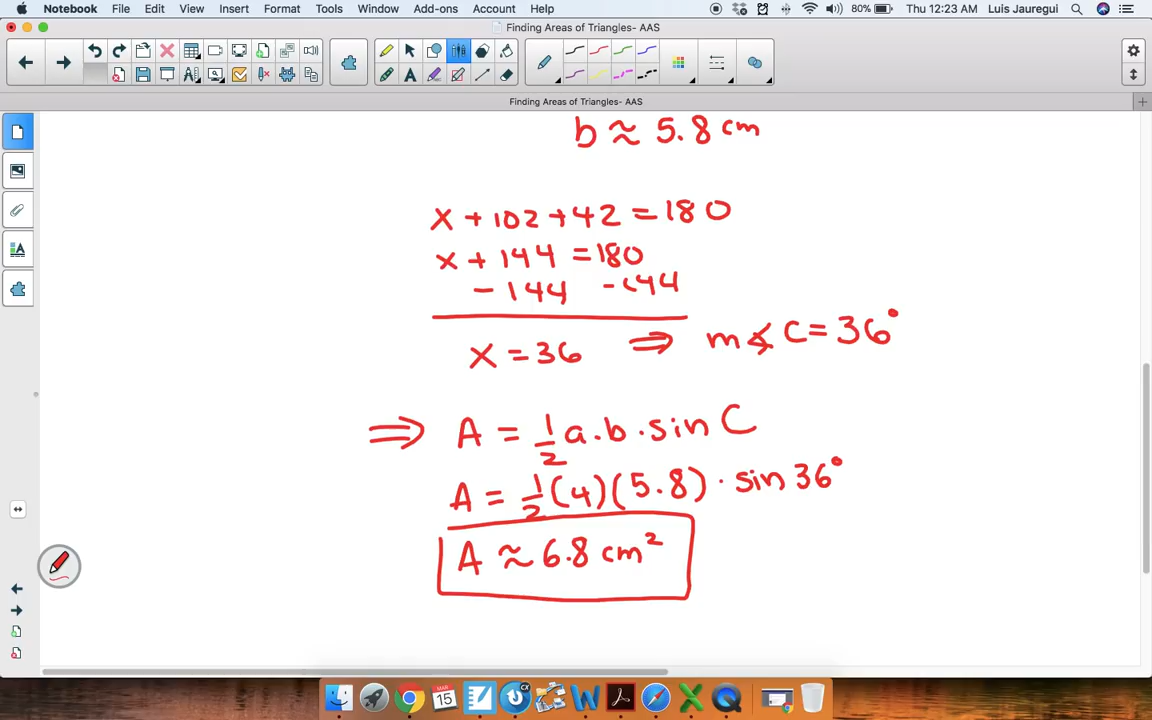 Notebook File Edit View Insert Format Tools Window Add-ons Account Help 80% Thu 12:23 AM Luis Jauregui
Finding Areas of Triangles- AAS
Finding Areas of Triangles- AAS
b ≈ 5.8 cm
x + 102 + 42 = 180
x + 144 = 180
- 144 - 144
x = 36 ⇒ m∢C = 36°
⇒ A = 1/2 a · b · sin C
A = 1/2 (4)(5.8) · sin 36°
A ≈ 6.8 cm²
MAR
15